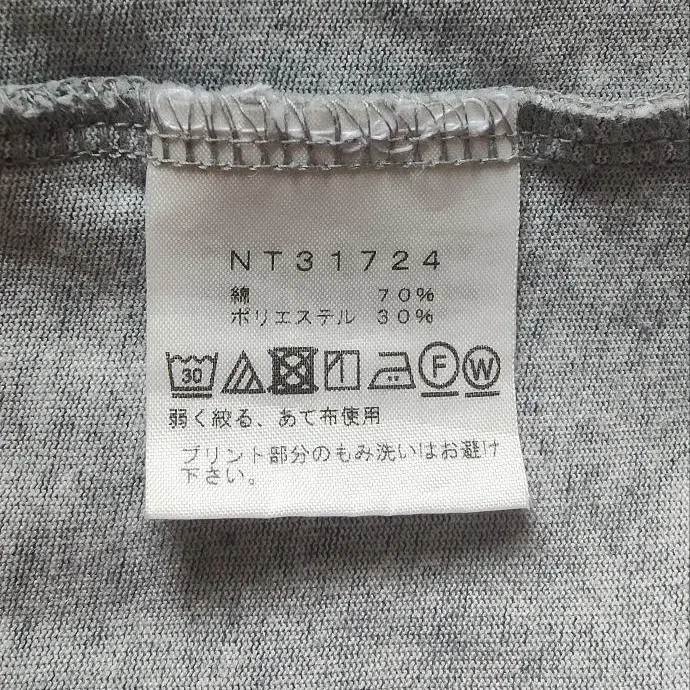 NT31724
綿 70%
ポリエステル 30%
30 F W
弱く絞る、あて布使用
プリント部分のもみ洗いはお避け
下さい。